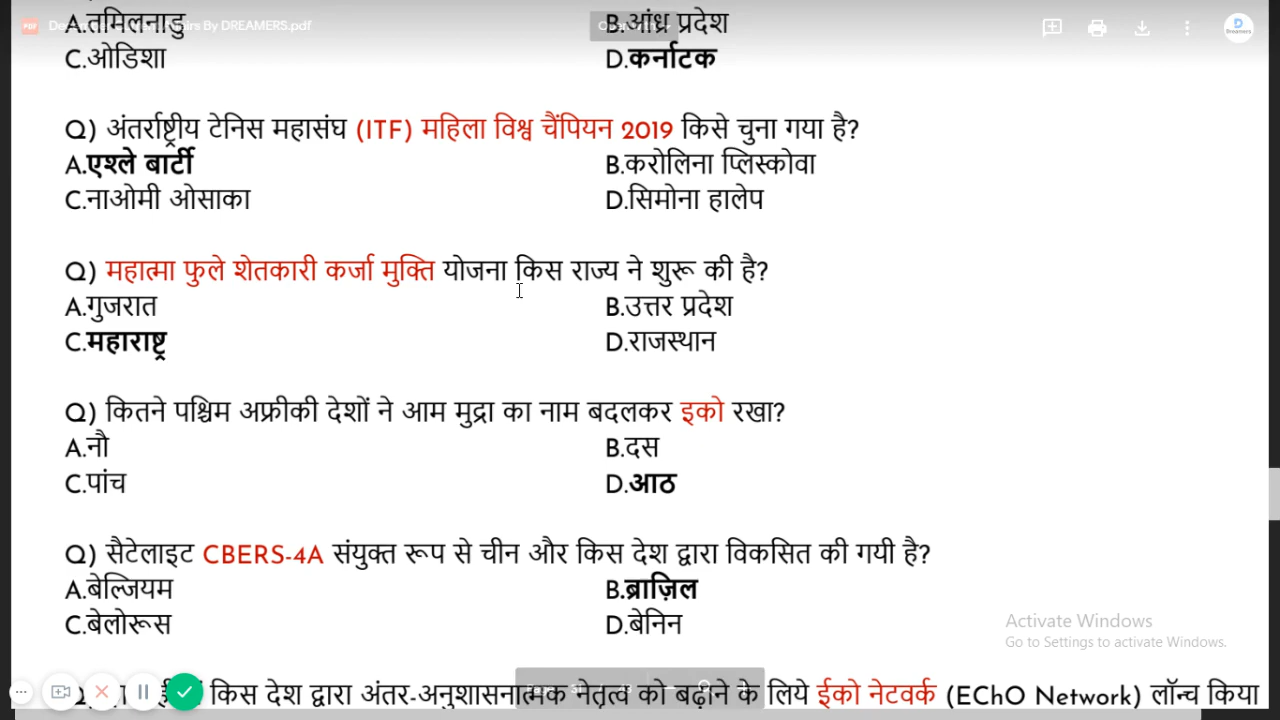 By DREAMERS.pdf
A.तमिलनाडु B.आंध्र प्रदेश
C.ओडिशा D.कर्नाटक
Q) अंतर्राष्ट्रीय टेनिस महासंघ (ITF) महिला विश्व चैंपियन 2019 किसे चुना गया है?
A.एश्ले बार्टी B.करोलिना प्लिस्कोवा
C.नाओमी ओसाका D.सिमोना हालेप
Q) महात्मा फुले शेतकारी कर्जा मुक्ति योजना किस राज्य ने शुरू की है?
A.गुजरात B.उत्तर प्रदेश
C.महाराष्ट्र D.राजस्थान
Q) कितने पश्चिम अफ्रीकी देशों ने आम मुद्रा का नाम बदलकर इको रखा?
A.नौ B.दस
C.पांच D.आठ
Q) सैटेलाइट CBERS-4A संयुक्त रूप से चीन और किस देश द्वारा विकसित की गयी है?
A.बेल्जियम B.ब्राज़िल
C.बेलोरूस D.बेनिन
Activate Windows
Go to Settings to activate Windows.
किस देश द्वारा अंतर-अनुशासनात्मक नेतृत्व को बढ़ाने के लिये ईको नेटवर्क (EChO Network) लॉन्च किया